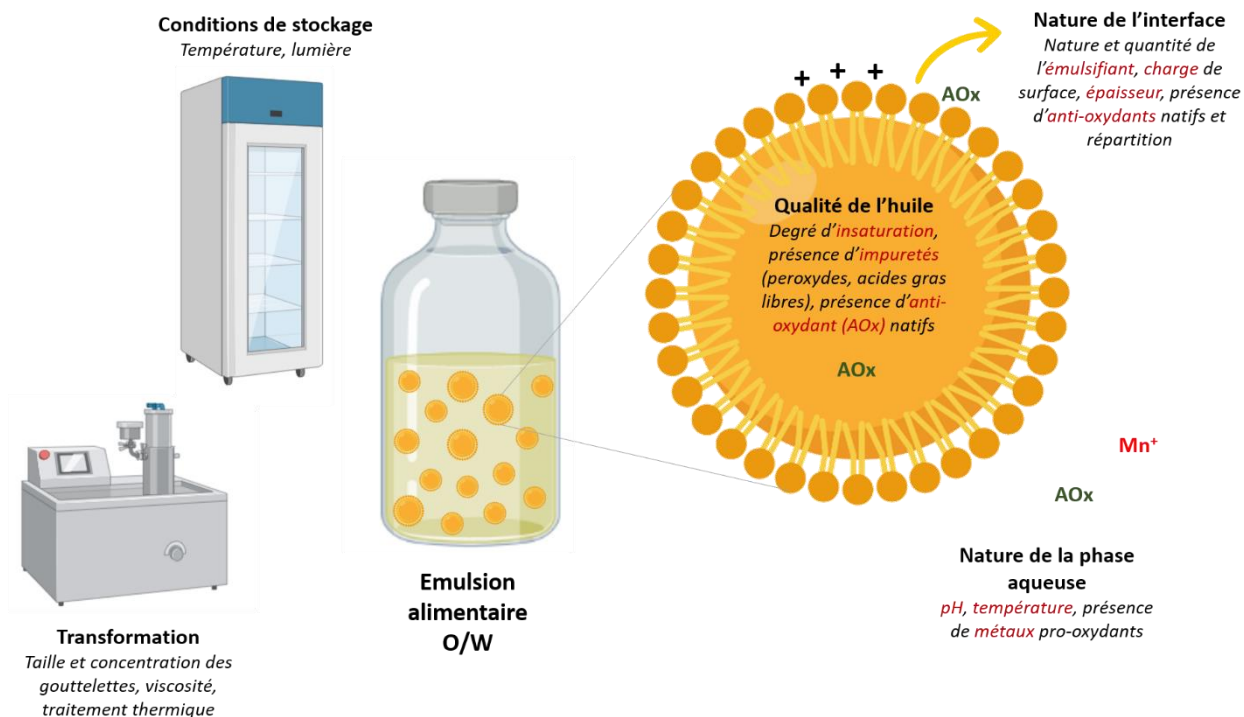 Conditions de stockage
Température, lumière
Transformation
Taille et concentration des
gouttelettes, viscosité,
traitement thermique
Emulsion
alimentaire
O/W
+ + +
AOx
Nature de l’interface
Nature et quantité de
l’émulsifiant, charge de
surface, épaisseur, présence
d’anti-oxydants natifs et
répartition
Qualité de l’huile
Degré d’insaturation,
présence d’impuretés
(peroxydes, acides gras
libres), présence d’anti-
oxydant (AOx) natifs
AOx
Mn⁺
AOx
Nature de la phase
aqueuse
pH, température, présence
de métaux pro-oxydants